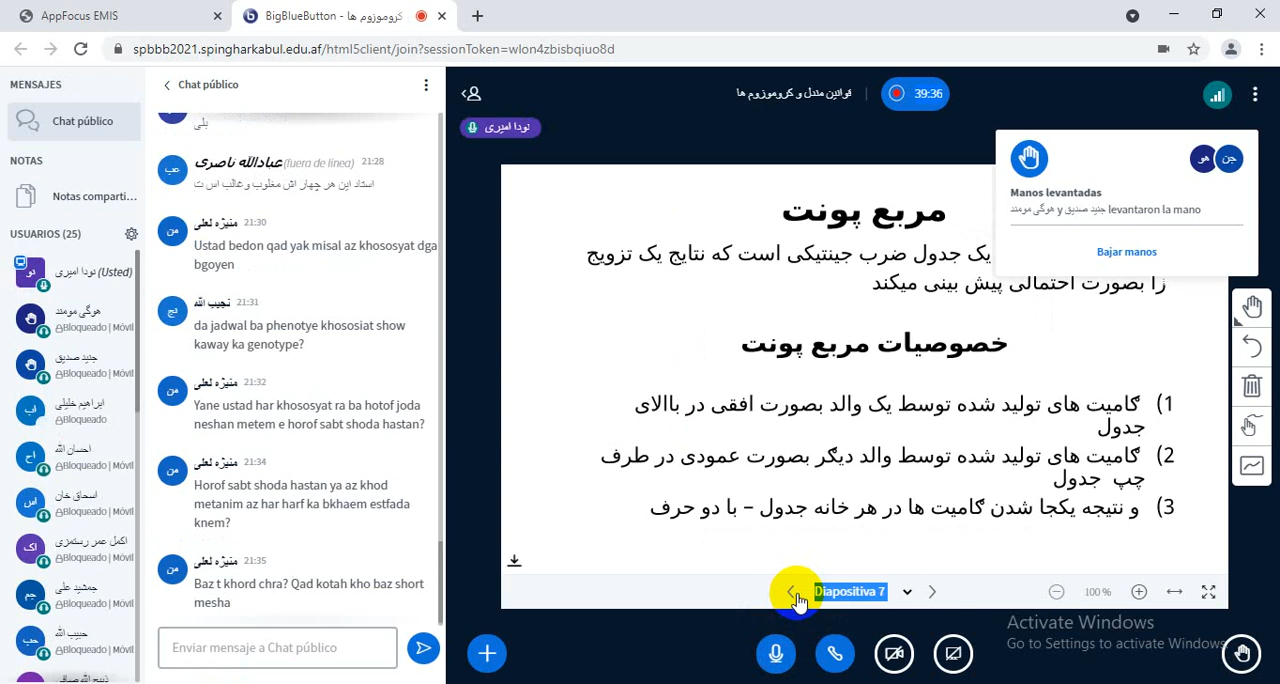 AppFocus EMIS
BigBlueButton - کروموزوم ها
spbbb2021.spingharkabul.edu.af/html5client/join?sessionToken=wlon4zbisbqiuo8d
MENSAJES
Chat público
NOTAS
Notas comparti...
USUARIOS (25)
نودا امیری (Usted)
هوگی مومند
Bloqueado | Móvil
جنید صدیق
Bloqueado | Móvil
ابراهیم خلیلی
Bloqueado
احسان الله
Bloqueado | Móvil
اسحاق خان
Bloqueado | Móvil
اکمل عمر رستمزی
Bloqueado | Móvil
جمشید علی
Bloqueado | Móvil
حبیب الله
Bloqueado | Móvil
Chat público
بلی
عبادالله ناصری (fuera de línea) 21:28
استاد این هر چهار اش مغلوب وغالب اس ت
منیژه لعلی 21:30
Ustad bedon qad yak misal az khososyat dga
bgoyen
نجیب الله 21:31
da jadwal ba phenotye khososiat show
kaway ka genotype?
منیژه لعلی 21:32
Yane ustad har khososyat ra ba hotof joda
neshan metem e horof sabt shoda hastan?
منیژه لعلی 21:34
Horof sabt shoda hastan ya az khod
metanim az har harf ka bkhaem estfada
knem?
منیژه لعلی 21:35
Baz t khord chra? Qad kotah kho baz short
mesha
Enviar mensaje a Chat público
قوانین مندل و کروموزوم ها
39:36
نودا امیری
Manos levantadas
جنید صدیق y هوگی مومند levantaron la mano
Bajar manos
مربع پونت
یک جدول ضرب جینتیکی است که نتایج یک تزویج
را بصورت احتمالی پیش بینی میکند
خصوصیات مربع پونت
1) گامیت های تولید شده توسط یک والد بصورت افقی در باالای
جدول
2) گامیت های تولید شده توسط والد دیگر بصورت عمودی در طرف
چپ جدول
3) و نتیجه یکجا شدن گامیت ها در هر خانه جدول – با دو حرف
Diapositiva 7
100 %
Activate Windows
Go to Settings to activate Windows.